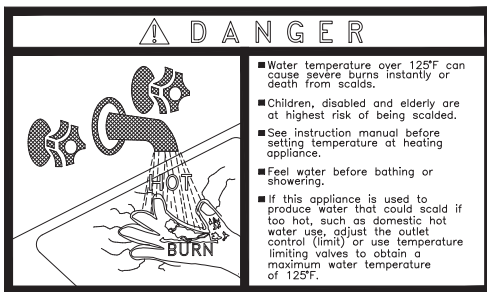 DANGER
HOT
BURN
■ Water temperature over 125°F can
cause severe burns instantly or
death from scalds.
■ Children, disabled and elderly are
at highest risk of being scalded.
■ See instruction manual before
setting temperature at heating
appliance.
■ Feel water before bathing or
showering.
■ If this appliance is used to
produce water that could scald if
too hot, such as domestic hot
water use, adjust the outlet
control (limit) or use temperature
limiting valves to obtain a
maximum water temperature
of 125°F.